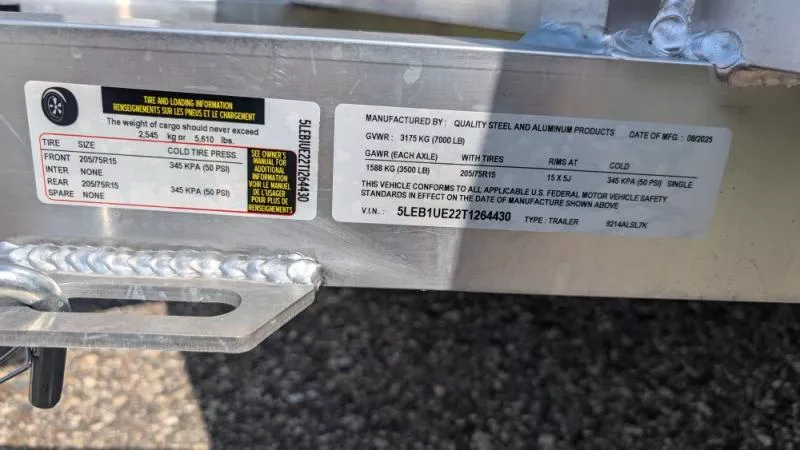 TIRE AND LOADING INFORMATION
RENSEIGNEMENTS SUR LES PNEUS ET LE CHARGEMENT
The weight of cargo should never exceed
2,545 kg or 5,610 lbs.
TIRE SIZE COLD TIRE PRESS.
FRONT 205/75R15 345 KPA (50 PSI)
INTER NONE
REAR 205/75R15 345 KPA (50 PSI)
SPARE NONE
SEE OWNER'S
MANUAL FOR
ADDITIONAL
INFORMATION
VOIR LE MANUEL
DE L'USAGER
POUR PLUS DE
RENSEIGNEMENTS
5LEB1UE22T1264430
MANUFACTURED BY: QUALITY STEEL AND ALUMINUM PRODUCTS DATE OF MFG.: 08/2025
GVWR: 3175 KG (7000 LB)
GAWR (EACH AXLE) WITH TIRES RIMS AT COLD
1588 KG (3500 LB) 205/75R15 15 X 5J 345 KPA (50 PSI) SINGLE
THIS VEHICLE CONFORMS TO ALL APPLICABLE U.S. FEDERAL MOTOR VEHICLE SAFETY
STANDARDS IN EFFECT ON THE DATE OF MANUFACTURE SHOWN ABOVE
V.I.N.: 5LEB1UE22T1264430 TYPE: TRAILER 8214ALSL7K